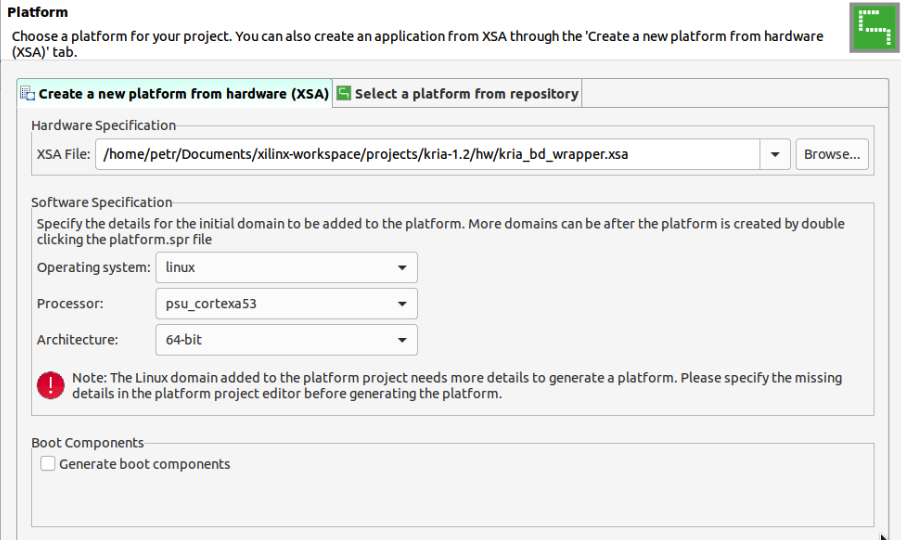 Platform
Choose a platform for your project. You can also create an application from XSA through the 'Create a new platform from hardware
(XSA)' tab.
Create a new platform from hardware (XSA)
Select a platform from repository
Hardware Specification
XSA File: /home/petr/Documents/xilinx-workspace/projects/kria-1.2/hw/kria_bd_wrapper.xsa Browse...
Software Specification
Specify the details for the initial domain to be added to the platform. More domains can be after the platform is created by double
clicking the platform.spr file
Operating system: linux
Processor: psu_cortexa53
Architecture: 64-bit
Note: The Linux domain added to the platform project needs more details to generate a platform. Please specify the missing
details in the platform project editor before generating the platform.
Boot Components
Generate boot components